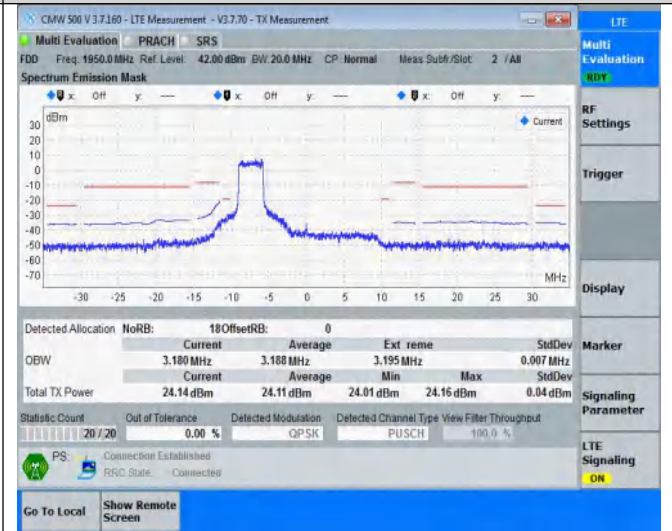 CMW 500 V 3.7.160 - LTE Measurement - V3.7.70 - TX Measurement
LTE
Multi Evaluation PRACH SRS
FDD Freq: 1950.0 MHz Ref. Level: 42.00 dBm BW: 20.0 MHz CP: Normal Meas Subfr./Slot: 2 / All
Spectrum Emission Mask
x: Off y: --- x: Off y: --- x: Off y: ---
dBm
Current
30
20
10
0
-10
-20
-30
-40
-50
-60
-70
MHz
-30 -25 -20 -15 -10 -5 0 5 10 15 20 25 30
Detected Allocation NoRB: 18OffsetRB: 0
Current Average Ext reme StdDev
OBW 3.180 MHz 3.188 MHz 3.195 MHz 0.007 MHz
Current Average Min Max StdDev
Total TX Power 24.14 dBm 24.11 dBm 24.01 dBm 24.16 dBm 0.04 dBm
Statistic Count Out of Tolerance Detected Modulation Detected Channel Type View Filter Throughput
20 / 20 0.00 % QPSK PUSCH 100.0 %
PS: Connection Established
RRC State: Connected
Multi
Evaluation
RDY
RF
Settings
Trigger
Display
Marker
Signaling
Parameter
LTE
Signaling
ON
Go To Local
Show Remote
Screen